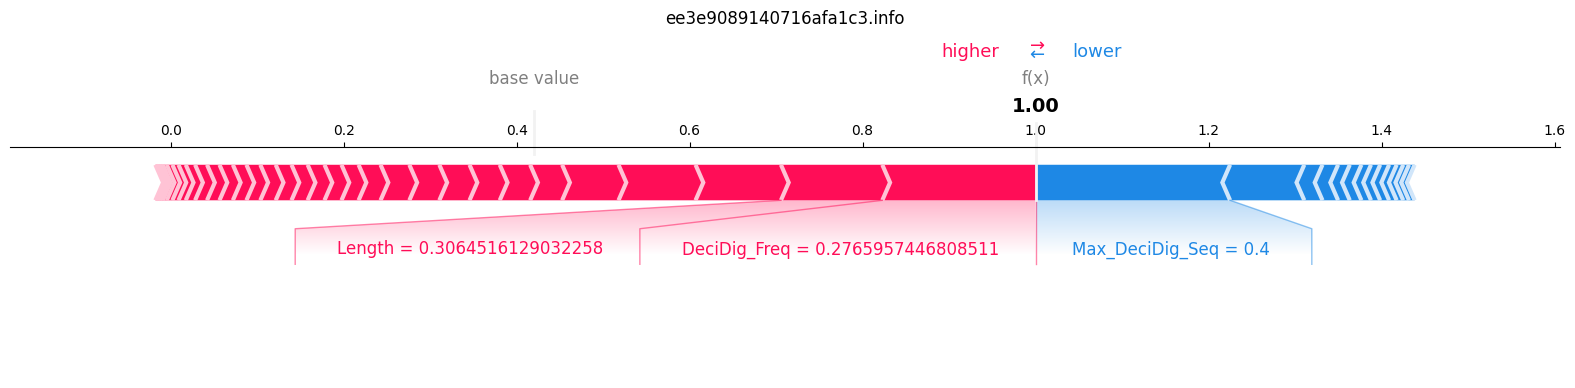 ee3e9089140716afa1c3.info
higher ⇄ lower
base value f(x)
1.00
0.0 0.2 0.4 0.6 0.8 1.0 1.2 1.4 1.6
Length = 0.3064516129032258 DeciDig_Freq = 0.2765957446808511 Max_DeciDig_Seq = 0.4